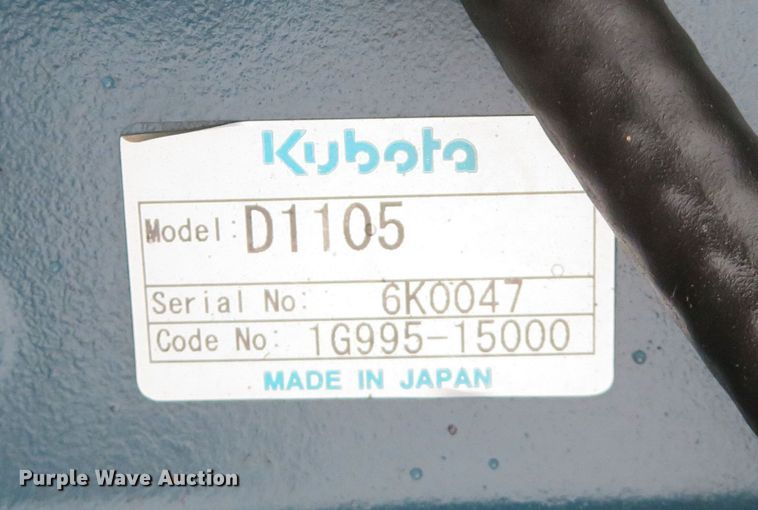 Kubota
Model: D1105
Serial No: 6K0047
Code No: 1G995-15000
MADE IN JAPAN
Purple Wave Auction